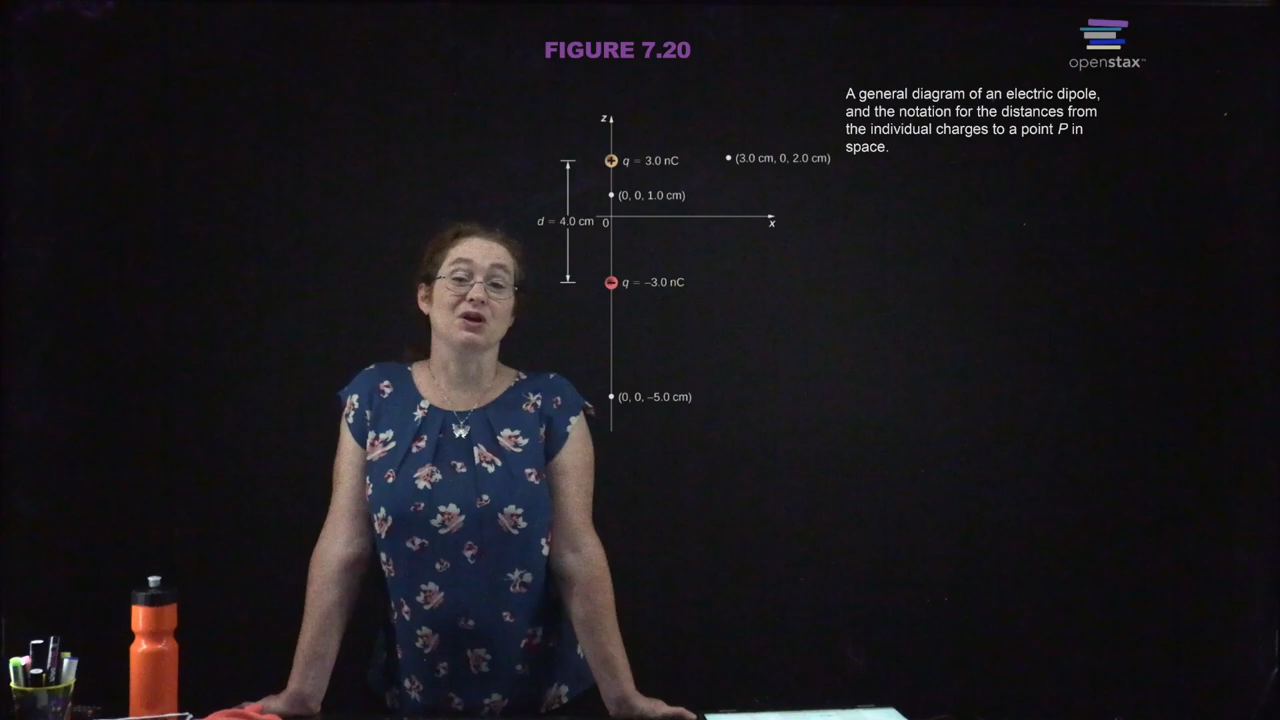 FIGURE 7.20
openstax™
A general diagram of an electric dipole,
and the notation for the distances from
the individual charges to a point P in
space.
z
+ q = 3.0 nC
(3.0 cm, 0, 2.0 cm)
(0, 0, 1.0 cm)
d = 4.0 cm
0
x
− q = −3.0 nC
(0, 0, −5.0 cm)